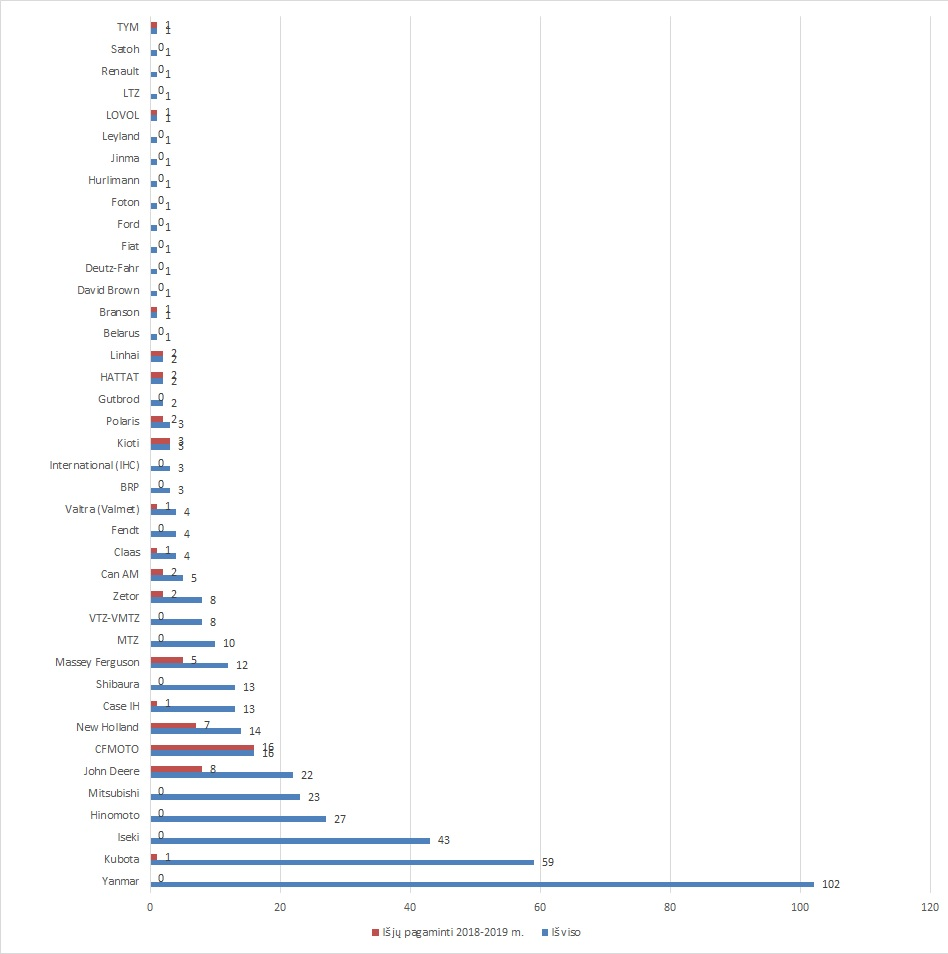 TYM 1 1
Satoh 0 1
Renault 0 1
LTZ 0 1
LOVOL 1 1
Leyland 0 1
Jinma 0 1
Hurlimann 0 1
Foton 0 1
Ford 0 1
Fiat 0 1
Deutz-Fahr 0 1
David Brown 0 1
Branson 1 1
Belarus 0 1
Linhai 2 2
HATTAT 2 2
Gutbrod 0 2
Polaris 2 3
Kioti 3 3
International (IHC) 0 3
BRP 0 3
Valtra (Valmet) 1 4
Fendt 0 4
Claas 1 4
Can AM 2 5
Zetor 2 8
VTZ-VMTZ 0 8
MTZ 0 10
Massey Ferguson 5 12
Shibaura 0 13
Case IH 1 13
New Holland 7 14
CFMOTO 16 16
John Deere 8 22
Mitsubishi 0 23
Hinomoto 0 27
Iseki 0 43
Kubota 1 59
Yanmar 0 102
0 20 40 60 80 100 120
Iš jų pagaminti 2018-2019 m. Iš viso